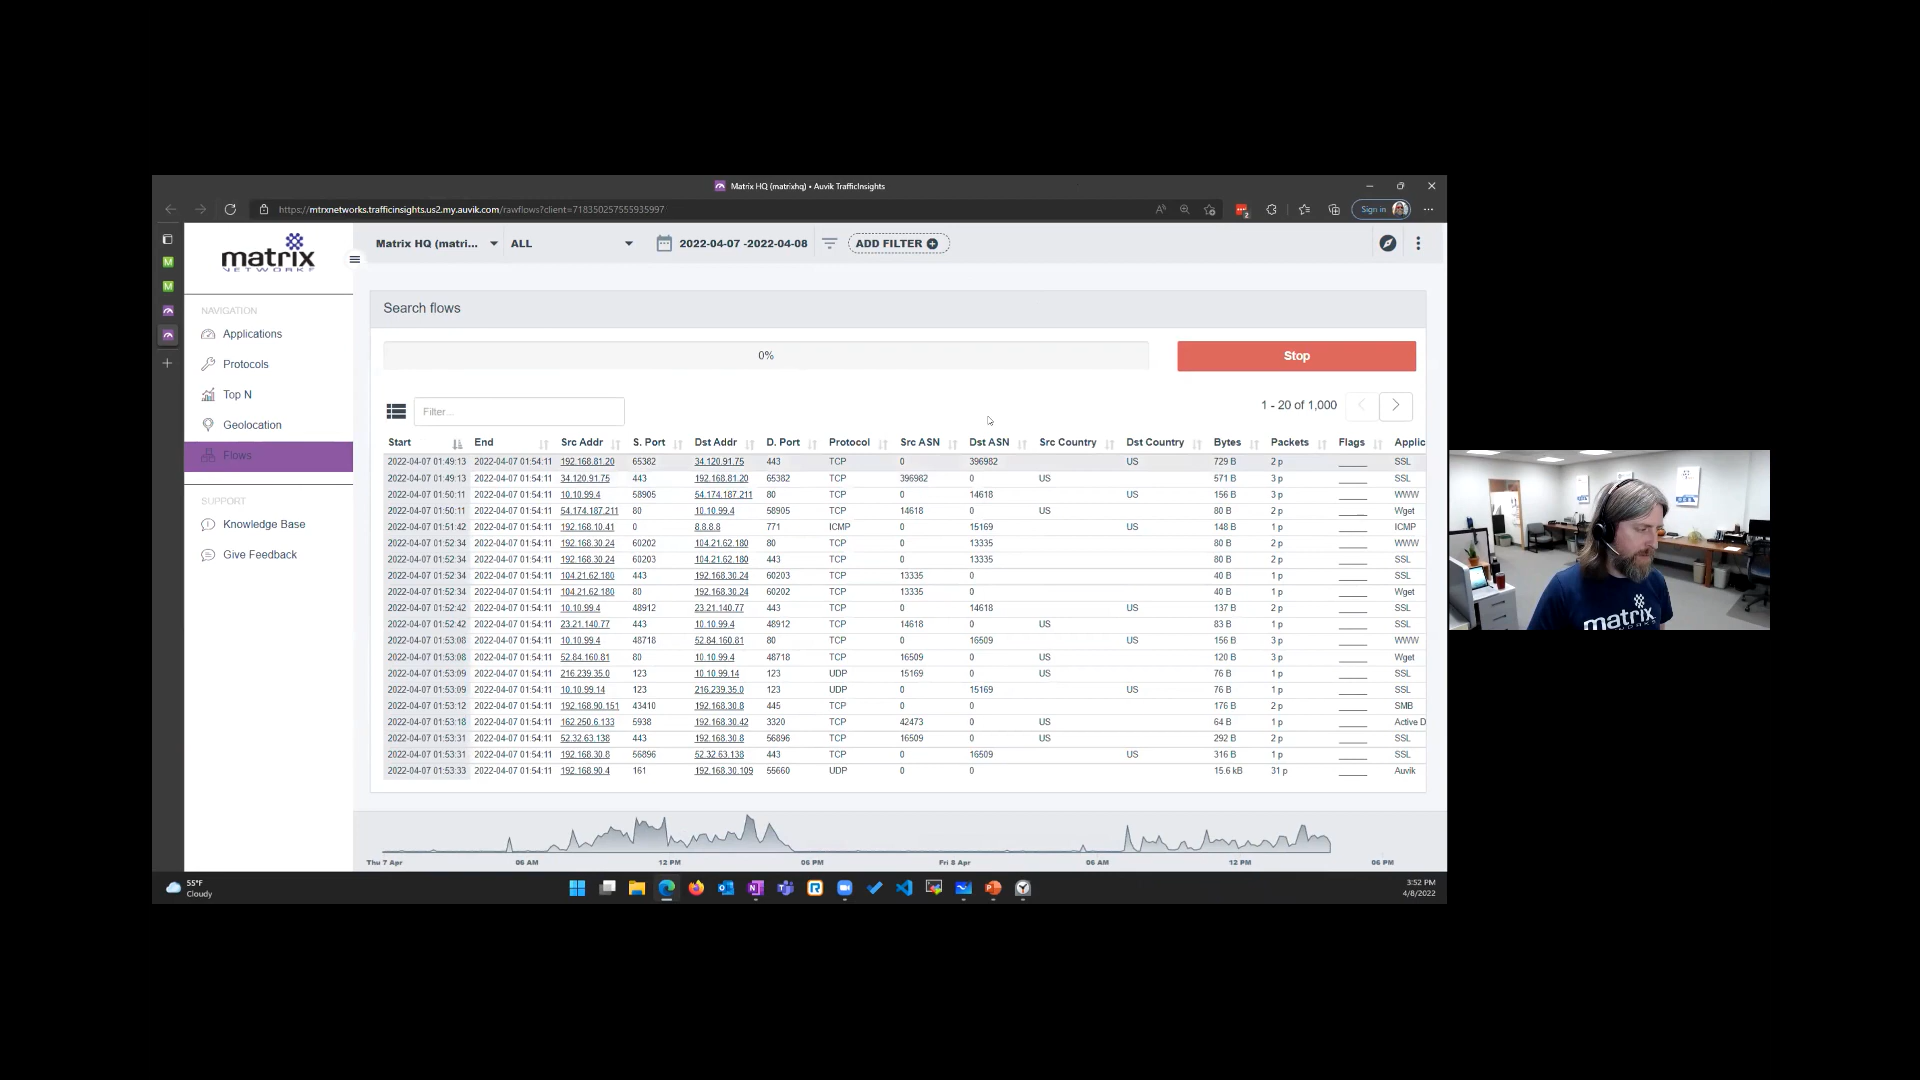 Matrix HQ (matrixhq) • Auvik TrafficInsights
https://mtrxnetworks.trafficinsights.us2.my.auvik.com/rawflows?client=718350257555935997
Sign in
matrix
NETWORKS
Matrix HQ (matri...
ALL
2022-04-07 -2022-04-08
ADD FILTER
NAVIGATION
Applications
Protocols
Top N
Geolocation
Flows
SUPPORT
Knowledge Base
Give Feedback
Search flows
0%
Stop
Filter...
1 - 20 of 1,000
Start End Src Addr S. Port Dst Addr D. Port Protocol Src ASN Dst ASN Src Country Dst Country Bytes Packets Flags Applic
2022-04-07 01:49:13 2022-04-07 01:54:11 192.168.81.20 65382 34.120.91.75 443 TCP 0 396982 US 729 B 2 p ______ SSL
2022-04-07 01:49:13 2022-04-07 01:54:11 34.120.91.75 443 192.168.81.20 65382 TCP 396982 0 US 571 B 3 p ______ SSL
2022-04-07 01:50:11 2022-04-07 01:54:11 10.10.99.4 58905 54.174.187.211 80 TCP 0 14618 US 156 B 3 p ______ WWW
2022-04-07 01:50:11 2022-04-07 01:54:11 54.174.187.211 80 10.10.99.4 58905 TCP 14618 0 US 80 B 2 p ______ Wget
2022-04-07 01:51:42 2022-04-07 01:54:11 192.168.10.41 0 8.8.8.8 771 ICMP 0 15169 US 148 B 1 p ______ ICMP
2022-04-07 01:52:34 2022-04-07 01:54:11 192.168.30.24 60202 104.21.62.180 80 TCP 0 13335 80 B 2 p ______ WWW
2022-04-07 01:52:34 2022-04-07 01:54:11 192.168.30.24 60203 104.21.62.180 443 TCP 0 13335 80 B 2 p ______ SSL
2022-04-07 01:52:34 2022-04-07 01:54:11 104.21.62.180 443 192.168.30.24 60203 TCP 13335 0 40 B 1 p ______ SSL
2022-04-07 01:52:34 2022-04-07 01:54:11 104.21.62.180 80 192.168.30.24 60202 TCP 13335 0 40 B 1 p ______ Wget
2022-04-07 01:52:42 2022-04-07 01:54:11 10.10.99.4 48912 23.21.140.77 443 TCP 0 14618 US 137 B 2 p ______ SSL
2022-04-07 01:52:42 2022-04-07 01:54:11 23.21.140.77 443 10.10.99.4 48912 TCP 14618 0 US 83 B 1 p ______ SSL
2022-04-07 01:53:08 2022-04-07 01:54:11 10.10.99.4 48718 52.84.160.81 80 TCP 0 16509 US 156 B 3 p ______ WWW
2022-04-07 01:53:08 2022-04-07 01:54:11 52.84.160.81 80 10.10.99.4 48718 TCP 16509 0 US 120 B 3 p ______ Wget
2022-04-07 01:53:09 2022-04-07 01:54:11 216.239.35.0 123 10.10.99.14 123 UDP 15169 0 US 76 B 1 p ______ SSL
2022-04-07 01:53:09 2022-04-07 01:54:11 10.10.99.14 123 216.239.35.0 123 UDP 0 15169 US 76 B 1 p ______ SSL
2022-04-07 01:53:12 2022-04-07 01:54:11 192.168.90.151 43410 192.168.30.8 445 TCP 0 0 176 B 2 p ______ SMB
2022-04-07 01:53:18 2022-04-07 01:54:11 162.250.6.133 5938 192.168.30.42 3320 TCP 42473 0 US 64 B 1 p ______ Active D
2022-04-07 01:53:31 2022-04-07 01:54:11 52.32.63.138 443 192.168.30.8 56896 TCP 16509 0 US 292 B 2 p ______ SSL
2022-04-07 01:53:31 2022-04-07 01:54:11 192.168.30.8 56896 52.32.63.138 443 TCP 0 16509 US 316 B 1 p ______ SSL
2022-04-07 01:53:33 2022-04-07 01:54:11 192.168.90.4 161 192.168.30.109 55660 UDP 0 0 15.6 kB 31 p ______ Auvik
Thu 7 Apr 06 AM 12 PM 06 PM Fri 8 Apr 06 AM 12 PM 06 PM
55°F
Cloudy
3:52 PM
4/8/2022
matrix